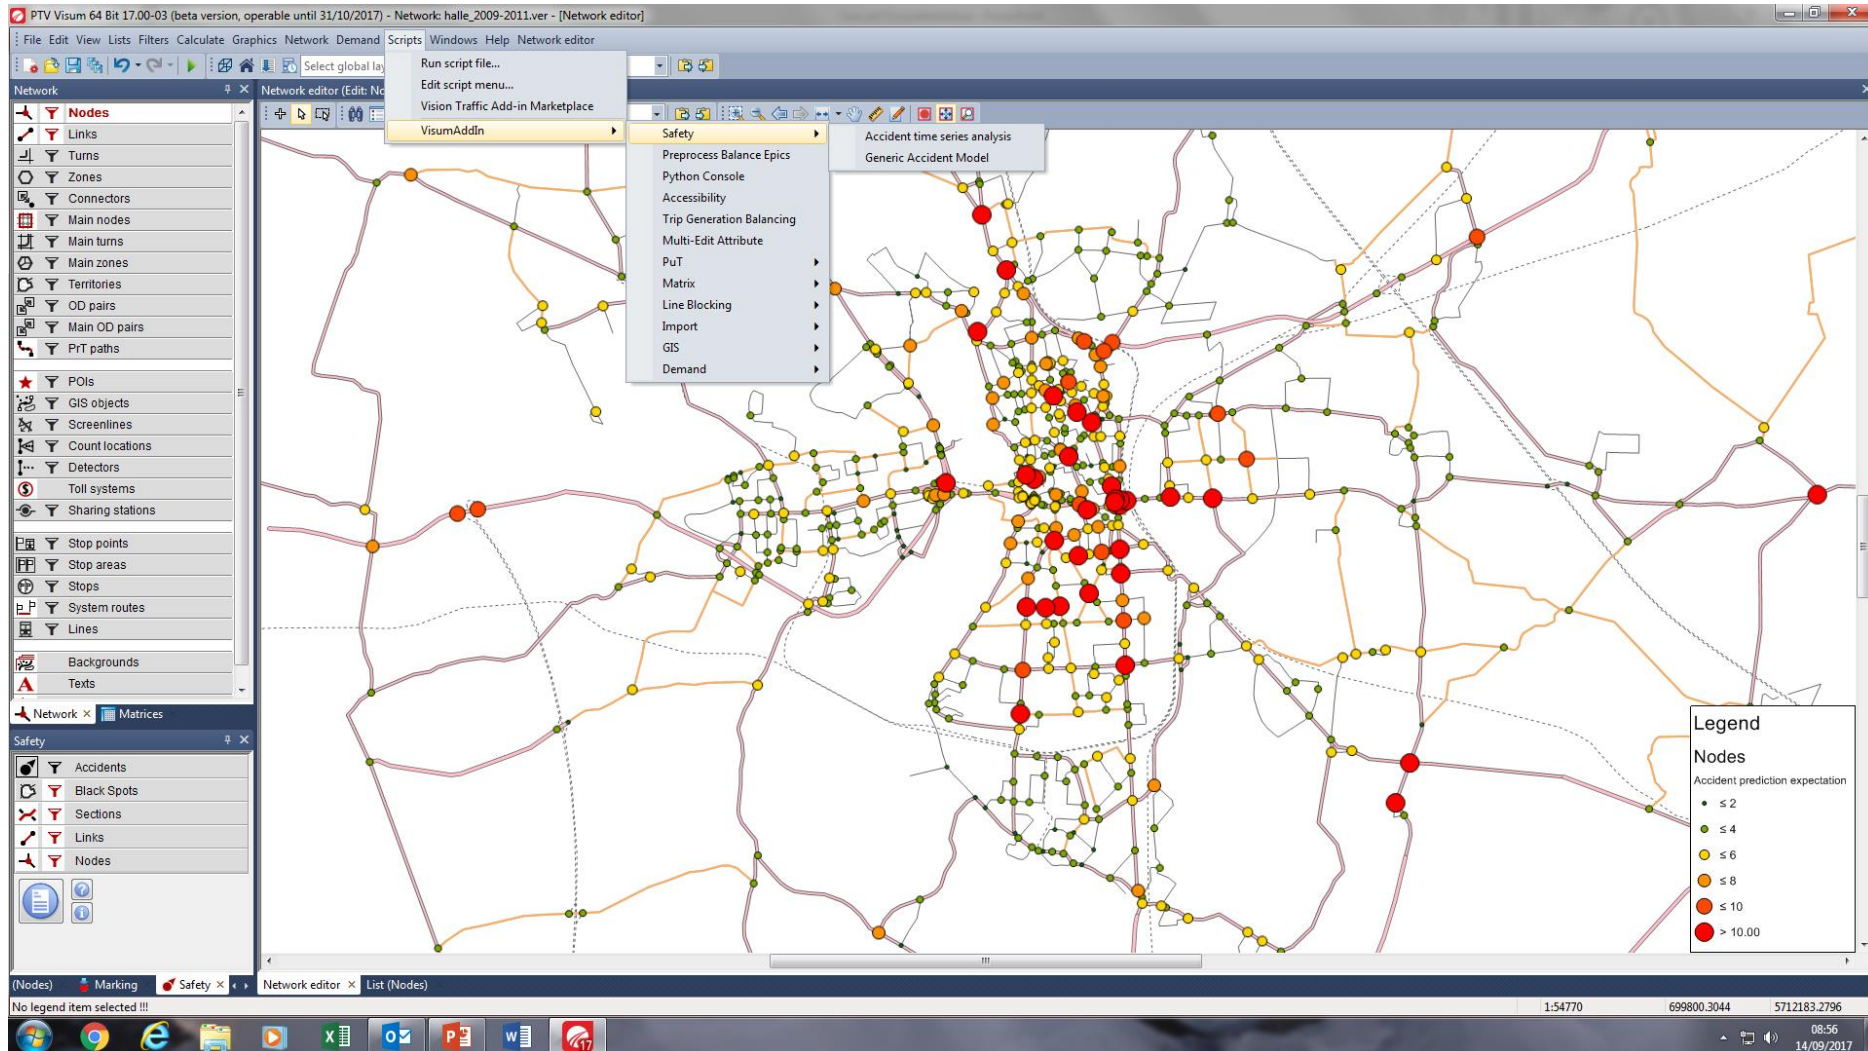 PTV Visum 64 Bit 17.00-03 (beta version, operable until 31/10/2017) - Network: halle_2009-2011.ver - [Network editor]
File Edit View Lists Filters Calculate Graphics Network Demand Scripts Windows Help Network editor
Select global lay
Run script file...
Edit script menu...
Vision Traffic Add-in Marketplace
VisumAddIn
Safety
Preprocess Balance Epics
Python Console
Accessibility
Trip Generation Balancing
Multi-Edit Attribute
PuT
Matrix
Line Blocking
Import
GIS
Demand
Accident time series analysis
Generic Accident Model
Network
Nodes
Links
Turns
Zones
Connectors
Main nodes
Main turns
Main zones
Territories
OD pairs
Main OD pairs
PrT paths
POIs
GIS objects
Screenlines
Count locations
Detectors
Toll systems
Sharing stations
Stop points
Stop areas
Stops
System routes
Lines
Backgrounds
Texts
Network Matrices
Safety
Accidents
Black Spots
Sections
Links
Nodes
(Nodes) Marking Safety
Network editor (Edit: No
Legend
Nodes
Accident prediction expectation
≤ 2
≤ 4
≤ 6
≤ 8
≤ 10
> 10.00
Network editor List (Nodes)
No legend item selected !!!
1:54770 699800.3044 5712183.2796
08:56
14/09/2017